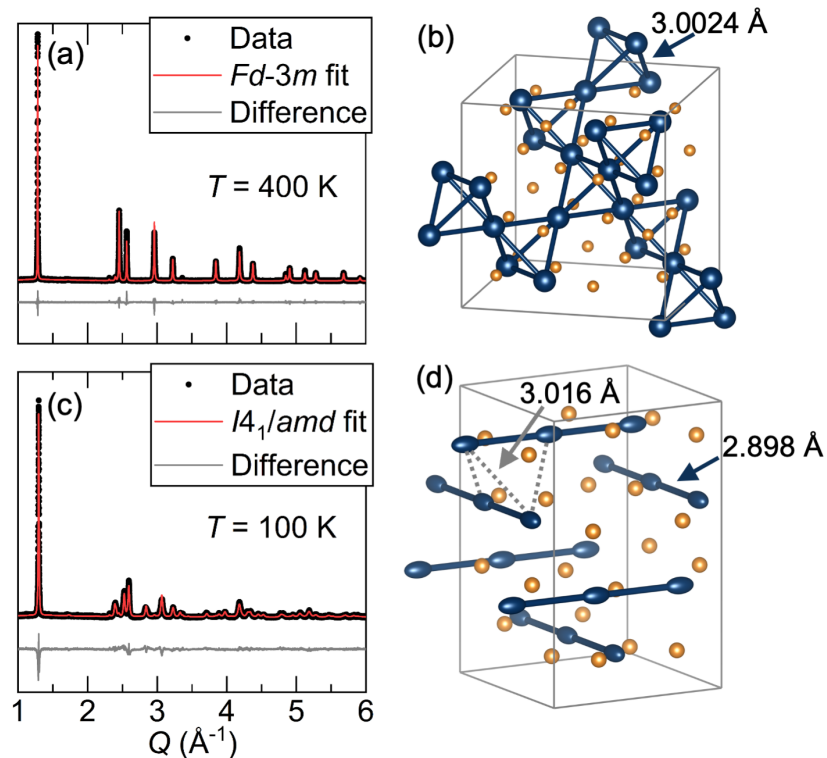 (a)
Data
Fd-3m fit
Difference
T = 400 K
(b)
3.0024 Å
(c)
Data
I4₁/amd fit
Difference
T = 100 K
1 2 3 4 5 6
Q (Å⁻¹)
(d)
3.016 Å
2.898 Å